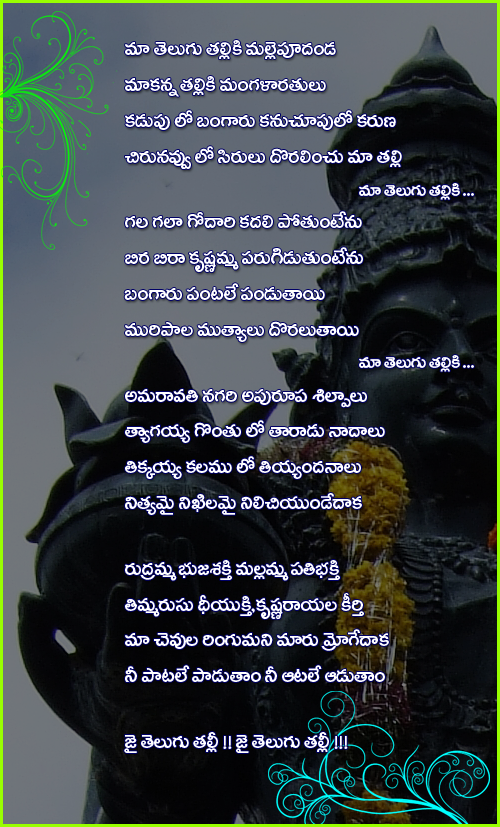 మా తెలుగు తల్లికి మల్లెపూదండ
మాకన్న తల్లికి మంగళారతులు
కడుపు లో బంగారు కనుచూపులో కరుణ
చిరునవ్వు లో సిరులు దొరలించు మా తల్లి
మా తెలుగు తల్లికి ...
గల గలా గోదారి కదలి పోతుంటేను
బిర బిరా కృష్ణమ్మ పరుగిడుతుంటేను
బంగారు పంటలే పండుతాయి
మురిపాల ముత్యాలు దొరలుతాయి
మా తెలుగు తల్లికి ...
అమరావతి నగరి అపురూప శిల్పాలు
త్యాగయ్య గొంతు లో తారాడు నాదాలు
తిక్కయ్య కలము లో తియ్యందనాలు
నిత్యమై నిఖిలమై నిలిచియుండేదాక
రుద్రమ్మ భుజశక్తి మల్లమ్మ పతిభక్తి
తిమ్మరుసు ధీయుక్తి,కృష్ణరాయల కీర్తి
మా చెవుల రింగుమని మారు మ్రోగేదాక
నీ పాటలే పాడుతాం నీ ఆటలే ఆడుతాం
జై తెలుగు తల్లీ !! జై తెలుగు తల్లీ !!!